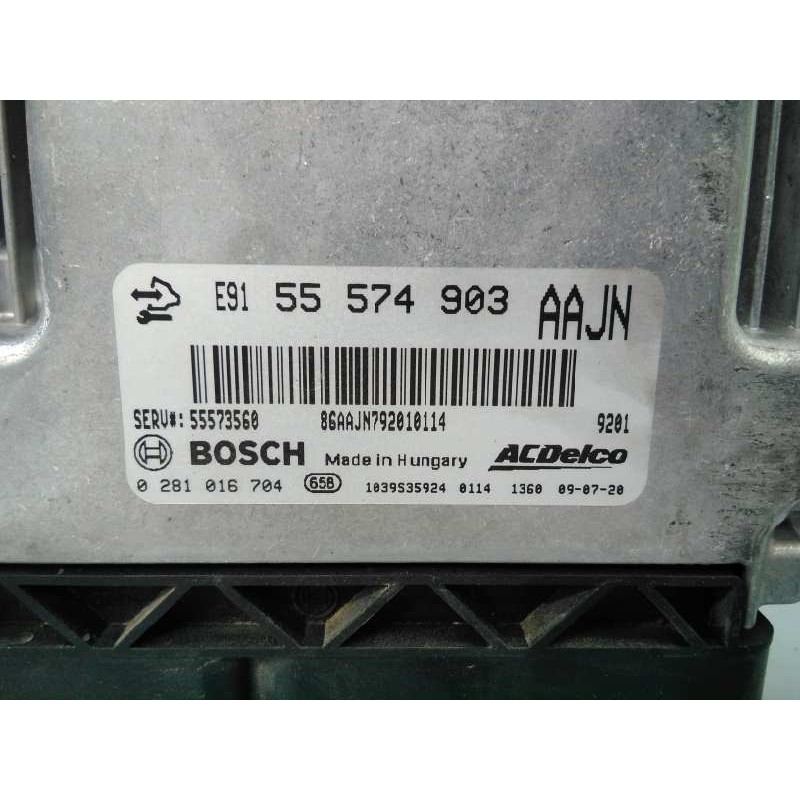 E91 55 574 903 AAJN
SERV#: 55573560 86AAJN792010114 9201
BOSCH Made in Hungary ACDelco
0 281 016 704 65B 1039S35924 0114 1360 09-07-20